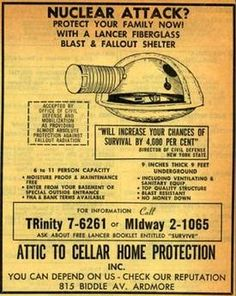 NUCLEAR ATTACK?
PROTECT YOUR FAMILY NOW!
WITH A LANCER FIBERGLASS
BLAST & FALLOUT SHELTER
ACCEPTED BY
OFFICE OF CIVIL
DEFENSE AND
MOBILIZATION
AS PROVIDING
ALMOST ABSOLUTE
PROTECTION AGAINST
FALLOUT RADIATION
"WILL INCREASE YOUR CHANCES OF
SURVIVAL BY 4,000 PER CENT"
DIRECTOR OF CIVIL DEFENSE
NEW YORK STATE
6 to 11 PERSON CAPACITY
• MOISTURE PROOF & MAINTENANCE
FREE
• ENTER FROM YOUR BASEMENT OR
SPECIAL OUTSIDE ENTRANCE
• FHA & BANK TERMS AVAILABLE
9 INCHES THICK 9 FEET
UNDERGROUND
• INCLUDING VENTILATING &
SANITARY EQUIP
• TOP QUALITY STRUCTURE
• BLAST RESISTANT
• NO MONEY DOWN
FOR INFORMATION Call
TRinity 7-6261 or MIdway 2-1065
ASK ABOUT FREE LANCER BOOKLET ENTITLED "SURVIVE"
ATTIC TO CELLAR HOME PROTECTION
INC.
YOU CAN DEPEND ON US - CHECK OUR REPUTATION
815 BIDDLE AV. ARDMORE